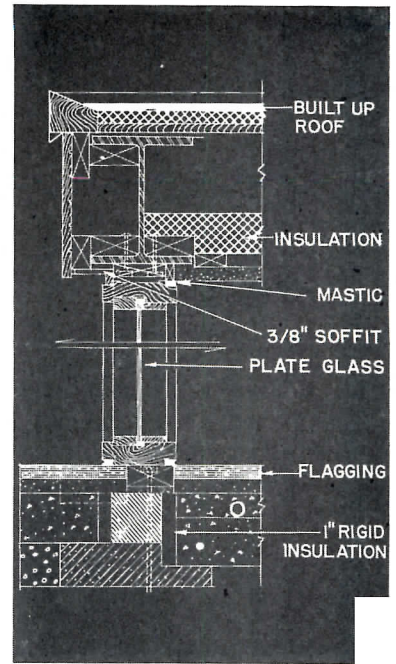 BUILT UP
ROOF
INSULATION
MASTIC
3/8" SOFFIT
PLATE GLASS
FLAGGING
1" RIGID
INSULATION